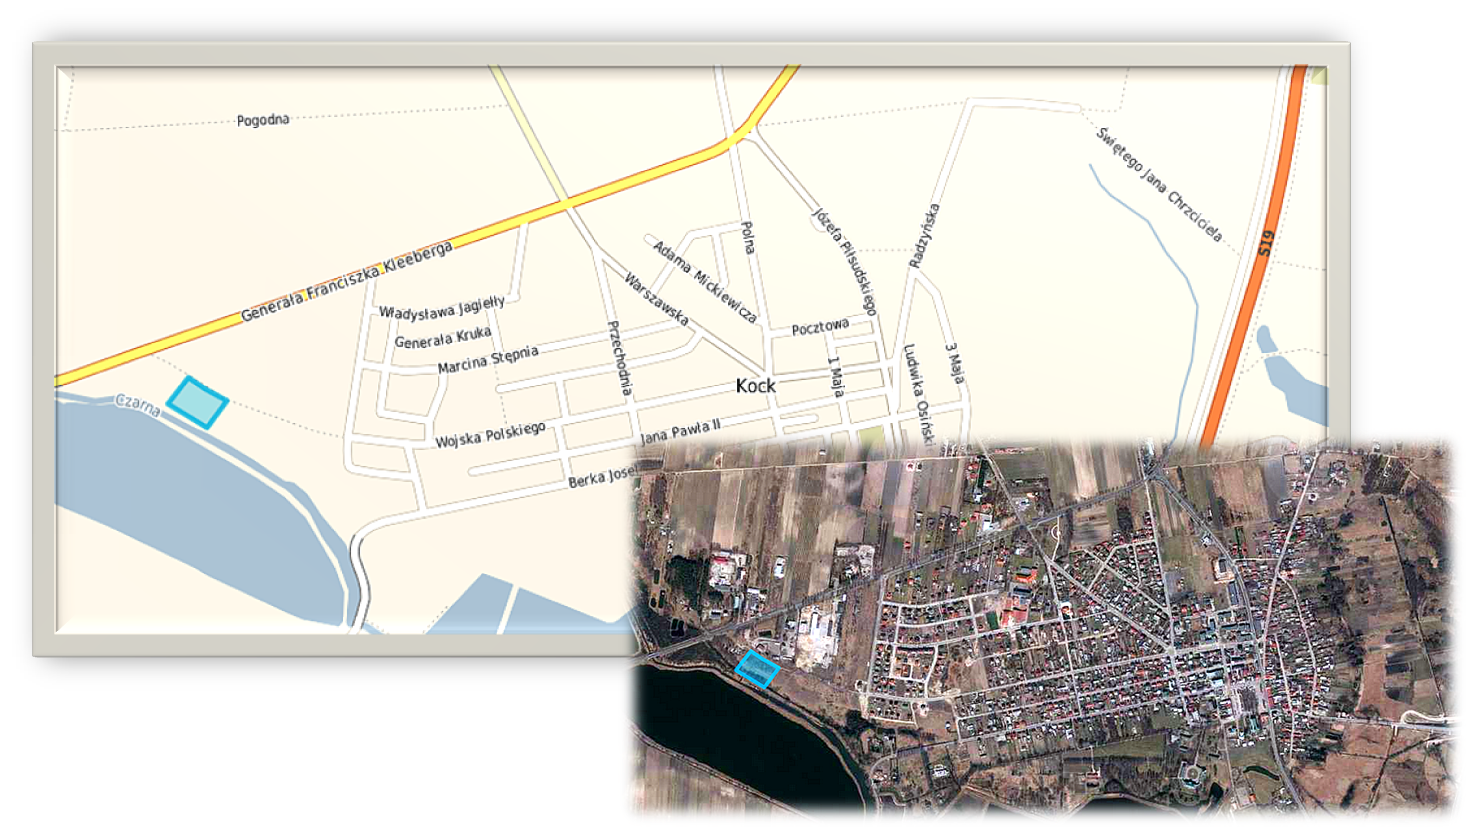 Pogodna
Świętego Jana Chrzciciela
Generała Franciszka Kleeberga
Polna
Józefa Piłsudskiego
Radzyńska
S19
Adama Mickiewicza
Warszawska
Władysława Jagiełły
Generała Kruka
Marcina Stępnia
Przechodnia
Pocztowa
1 Maja
Ludwika Osiński
3 Maja
Kock
Czarna
Wojska Polskiego
Jana Pawła II
Berka Josel